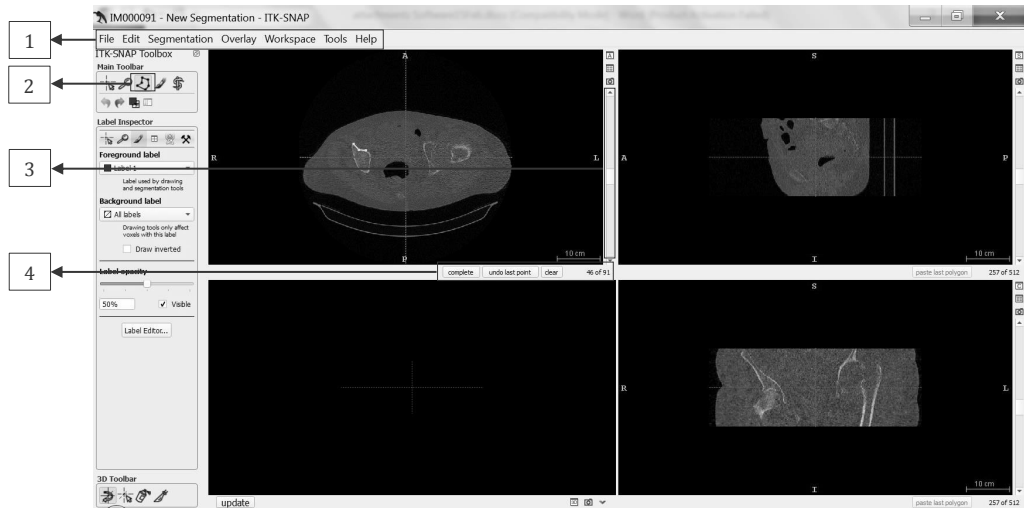 IM000091 - New Segmentation - ITK-SNAP
1
File Edit Segmentation Overlay Workspace Tools Help
ITK-SNAP Toolbox
Main Toolbar
2
Label Inspector
Foreground label
3
Label 1
Label used by drawing
and segmentation tools
Background label
All labels
Drawing tools only affect
voxels with this label
Draw inverted
4
Label opacity
50%
Visible
Label Editor...
3D Toolbar
A
R
L
P
10 cm
complete
undo last point
clear
46 of 91
A
S
A
P
I
10 cm
paste last polygon
257 of 512
S
update
S
R
L
I
10 cm
paste last polygon
257 of 512
C